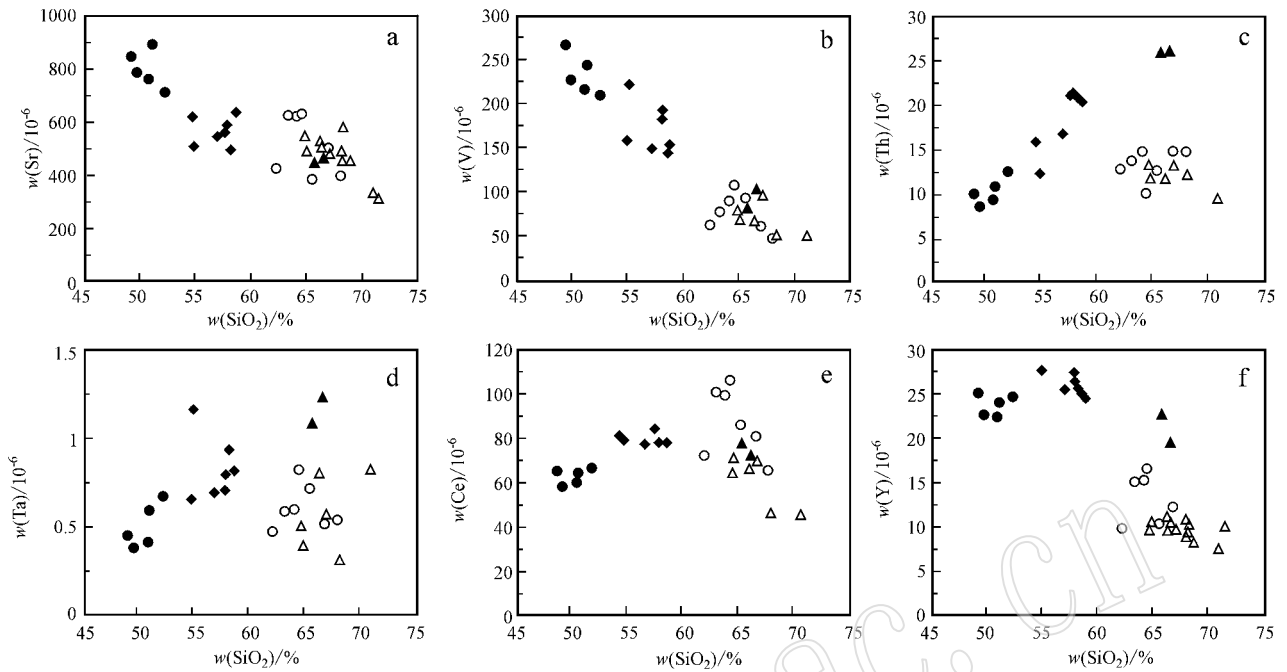 1000
800
600
400
200
0
w(Sr)/10⁻⁶
a
45 50 55 60 65 70 75
w(SiO₂)/%
300
250
200
150
100
50
0
w(V)/10⁻⁶
b
45 50 55 60 65 70 75
w(SiO₂)/%
30
25
20
15
10
5
0
w(Th)/10⁻⁶
c
45 50 55 60 65 70 75
w(SiO₂)/%
1.5
1
0.5
0
w(Ta)/10⁻⁶
d
45 50 55 60 65 70 75
w(SiO₂)/%
120
100
80
60
40
20
0
w(Ce)/10⁻⁶
e
45 50 55 60 65 70 75
w(SiO₂)/%
30
25
20
15
10
5
0
w(Y)/10⁻⁶
f
45 50 55 60 65 70 75
w(SiO₂)/%
ac.cn